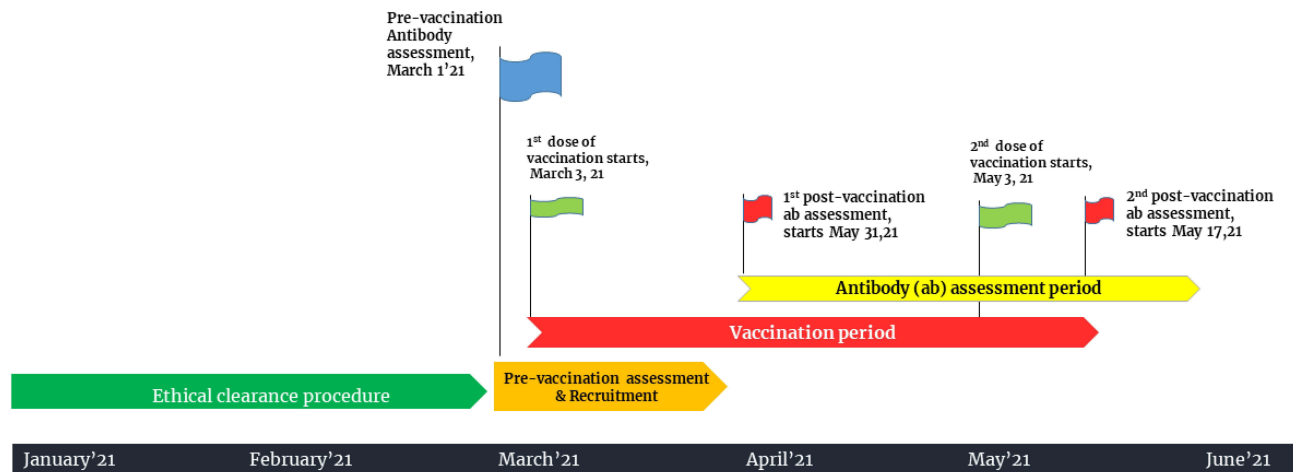 Pre-vaccination
Antibody
assessment,
March 1’21
1st dose of
vaccination starts,
March 3, 21
2nd dose of
vaccination starts,
May 3, 21
1st post-vaccination
ab assessment,
starts May 31,21
2nd post-vaccination
ab assessment,
starts May 17,21
Antibody (ab) assessment period
Vaccination period
Pre-vaccination assessment
& Recruitment
Ethical clearance procedure
January’21 February’21 March’21 April’21 May’21 June’21